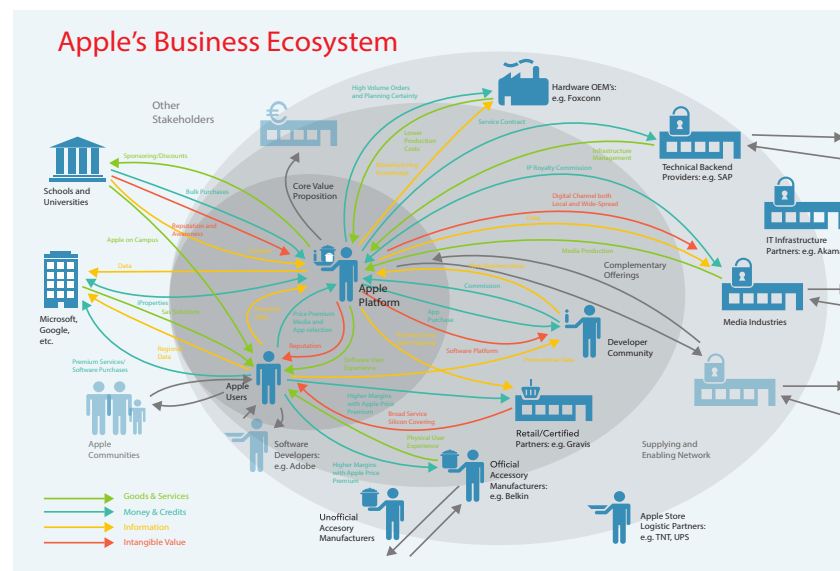 Apple's Business Ecosystem
Other
Stakeholders
High Volume Orders
and Planning Certainty
Hardware OEM's:
e.g. Foxconn
Service Contract
Lower
Production
Costs
Infrastructure
Management
Technical Backend
Providers: e.g. SAP
IP Royalty Commission
Sponsoring/Discounts
Schools and
Universities
Bulk Purchases
Core Value
Proposition
Digital Channel both
Local and Wide-Spread
Reputation and
Awareness
Apple on Campus
IT Infrastructure
Partners: e.g. Akam
Media Production
Data
Complementary
Offerings
Apple
Platform
Commission
iProperties
Microsoft,
Google,
etc.
Price Premium
Media and
App selection
App
Purchase
Media Industries
Developer
Community
Reputation
Software Platform
Data
Premium Services/
Software Purchases
Software User
Experience
Apple
Users
Higher Margins
with Apple Price
Premium
Broad Service
Silicon Covering
Retail/Certified
Partners: e.g. Gravis
Apple
Communities
Software
Developers:
e.g. Adobe
Physical User
Experience
Supplying and
Enabling Network
Higher Margins
with Apple Price
Premium
Official
Accessory
Manufacturers:
e.g. Belkin
Goods & Services
Money & Credits
Information
Intangible Value
Unofficial
Accesory
Manufacturers
Apple Store
Logistic Partners:
e.g. TNT, UPS